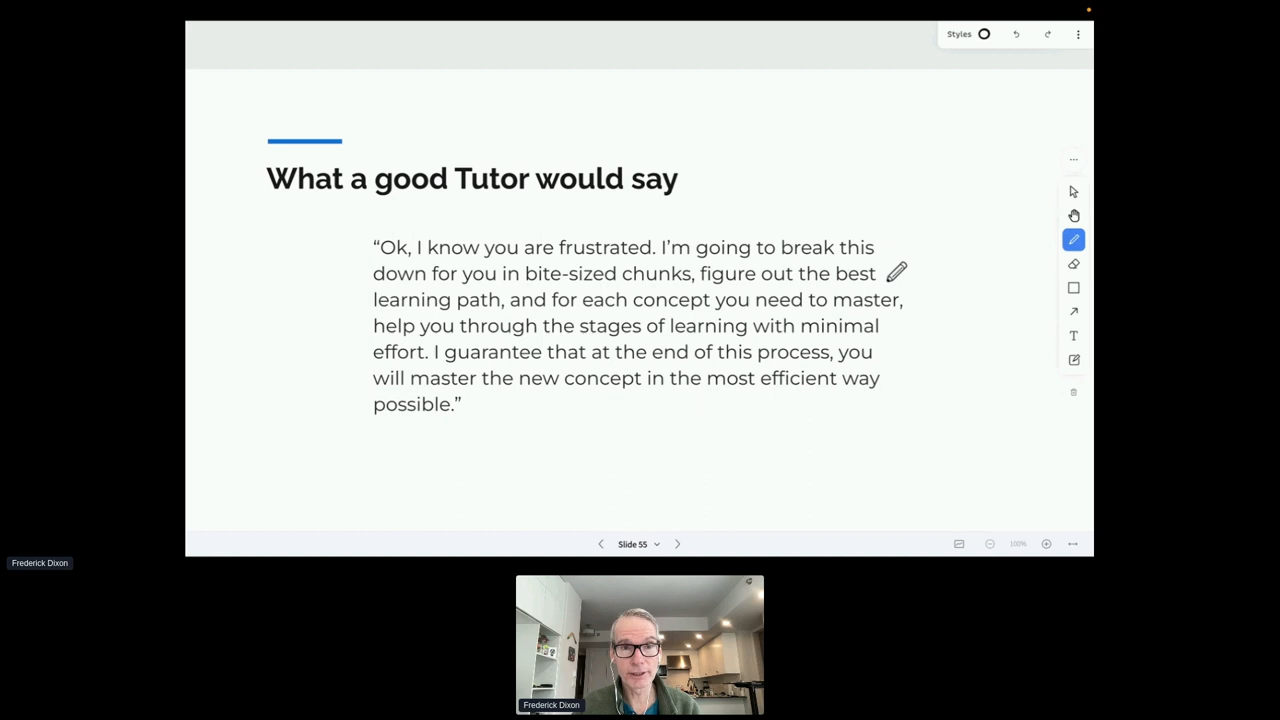 Styles
What a good Tutor would say
“Ok, I know you are frustrated. I’m going to break this
down for you in bite-sized chunks, figure out the best
learning path, and for each concept you need to master,
help you through the stages of learning with minimal
effort. I guarantee that at the end of this process, you
will master the new concept in the most efficient way
possible.”
Slide 55
100%
Frederick Dixon
Frederick Dixon